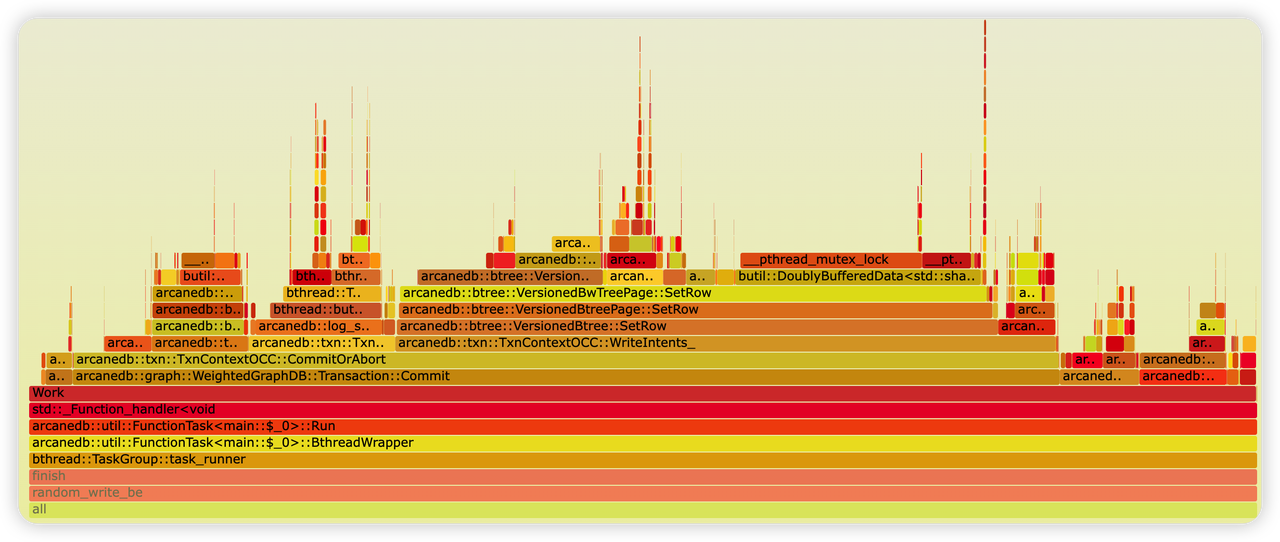 arca..
___..
bt..
arcanedb::..
arca..
__pthread_mutex_lock
__pt..
butil:..
bth..
bthr..
arcanedb::btree::Version..
arcan..
a..
butil::DoublyBufferedData<std::sha..
arcanedb::..
bthread::T..
arcanedb::btree::VersionedBwTreePage::SetRow
a..
arcanedb::b..
bthread::but..
arcanedb::btree::VersionedBtreePage::SetRow
arc..
arcanedb::b..
arcanedb::log_s..
arcanedb::btree::VersionedBtree::SetRow
arcan..
a..
arca..
arcanedb::t..
arcanedb::txn::Txn..
arcanedb::txn::TxnContextOCC::WriteIntents_
ar..
a..
arcanedb::txn::TxnContextOCC::CommitOrAbort
ar..
ar..
arcanedb::..
a..
arcanedb::graph::WeightedGraphDB::Transaction::Commit
arcaned..
arcanedb:..
Work
std::_Function_handler<void
arcanedb::util::FunctionTask<main::$_0>::Run
arcanedb::util::FunctionTask<main::$_0>::BthreadWrapper
bthread::TaskGroup::task_runner
finish
random_write_be
all